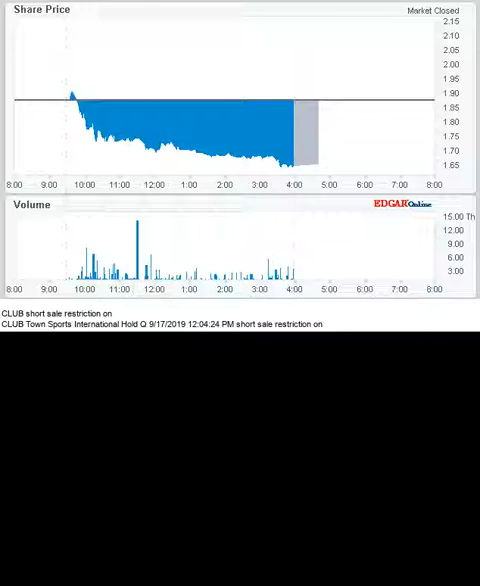 Share Price
Market Closed
2.15
2.10
2.05
2.00
1.95
1.90
1.85
1.80
1.75
1.70
1.65
8:00 9:00 10:00 11:00 12:00 1:00 2:00 3:00 4:00 5:00 6:00 7:00 8:00
Volume
EDGAR Online
15.00 Th
12.00
9.00
6.00
3.00
8:00 9:00 10:00 11:00 12:00 1:00 2:00 3:00 4:00 5:00 6:00 7:00 8:00
CLUB short sale restriction on
CLUB Town Sports International Hold Q 9/17/2019 12:04:24 PM short sale restriction on